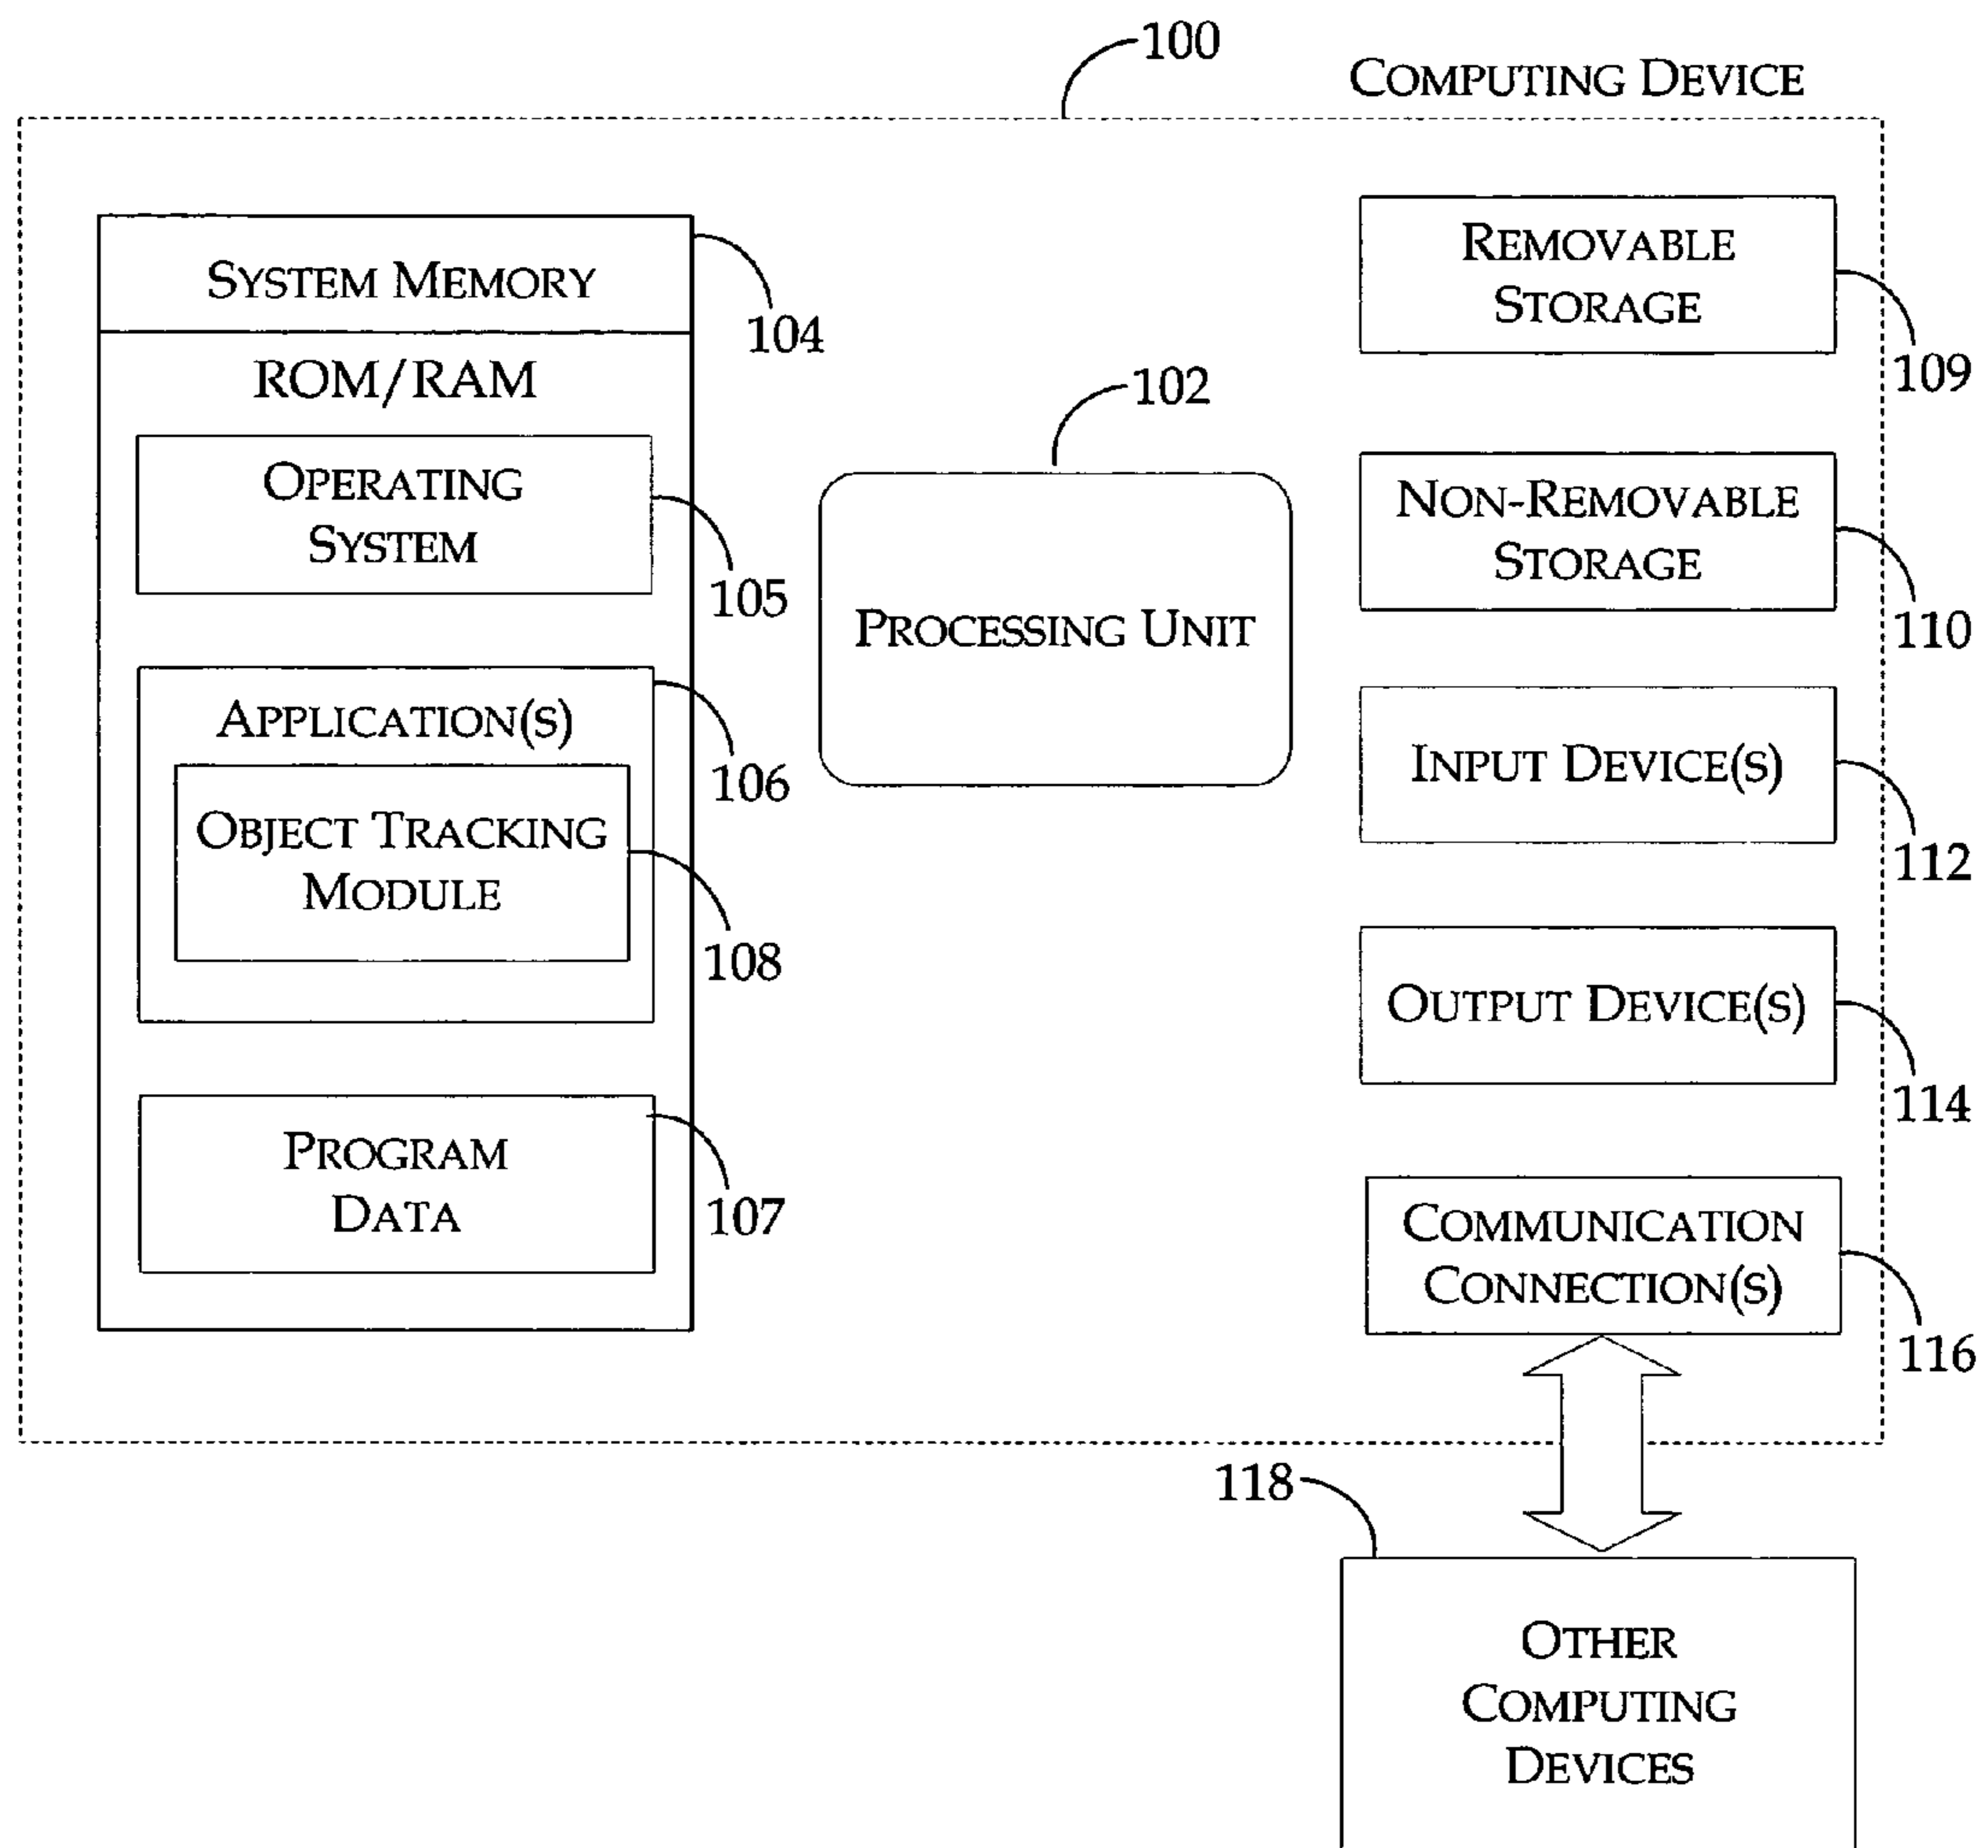 100
COMPUTING DEVICE
SYSTEM MEMORY
104
ROM/RAM
OPERATING
SYSTEM
105
APPLICATION(S)
106
OBJECT TRACKING
MODULE
108
PROGRAM
DATA
107
102
PROCESSING UNIT
REMOVABLE
STORAGE
109
NON-REMOVABLE
STORAGE
110
INPUT DEVICE(S)
112
OUTPUT DEVICE(S)
114
COMMUNICATION
CONNECTION(S)
116
118
OTHER
COMPUTING
DEVICES